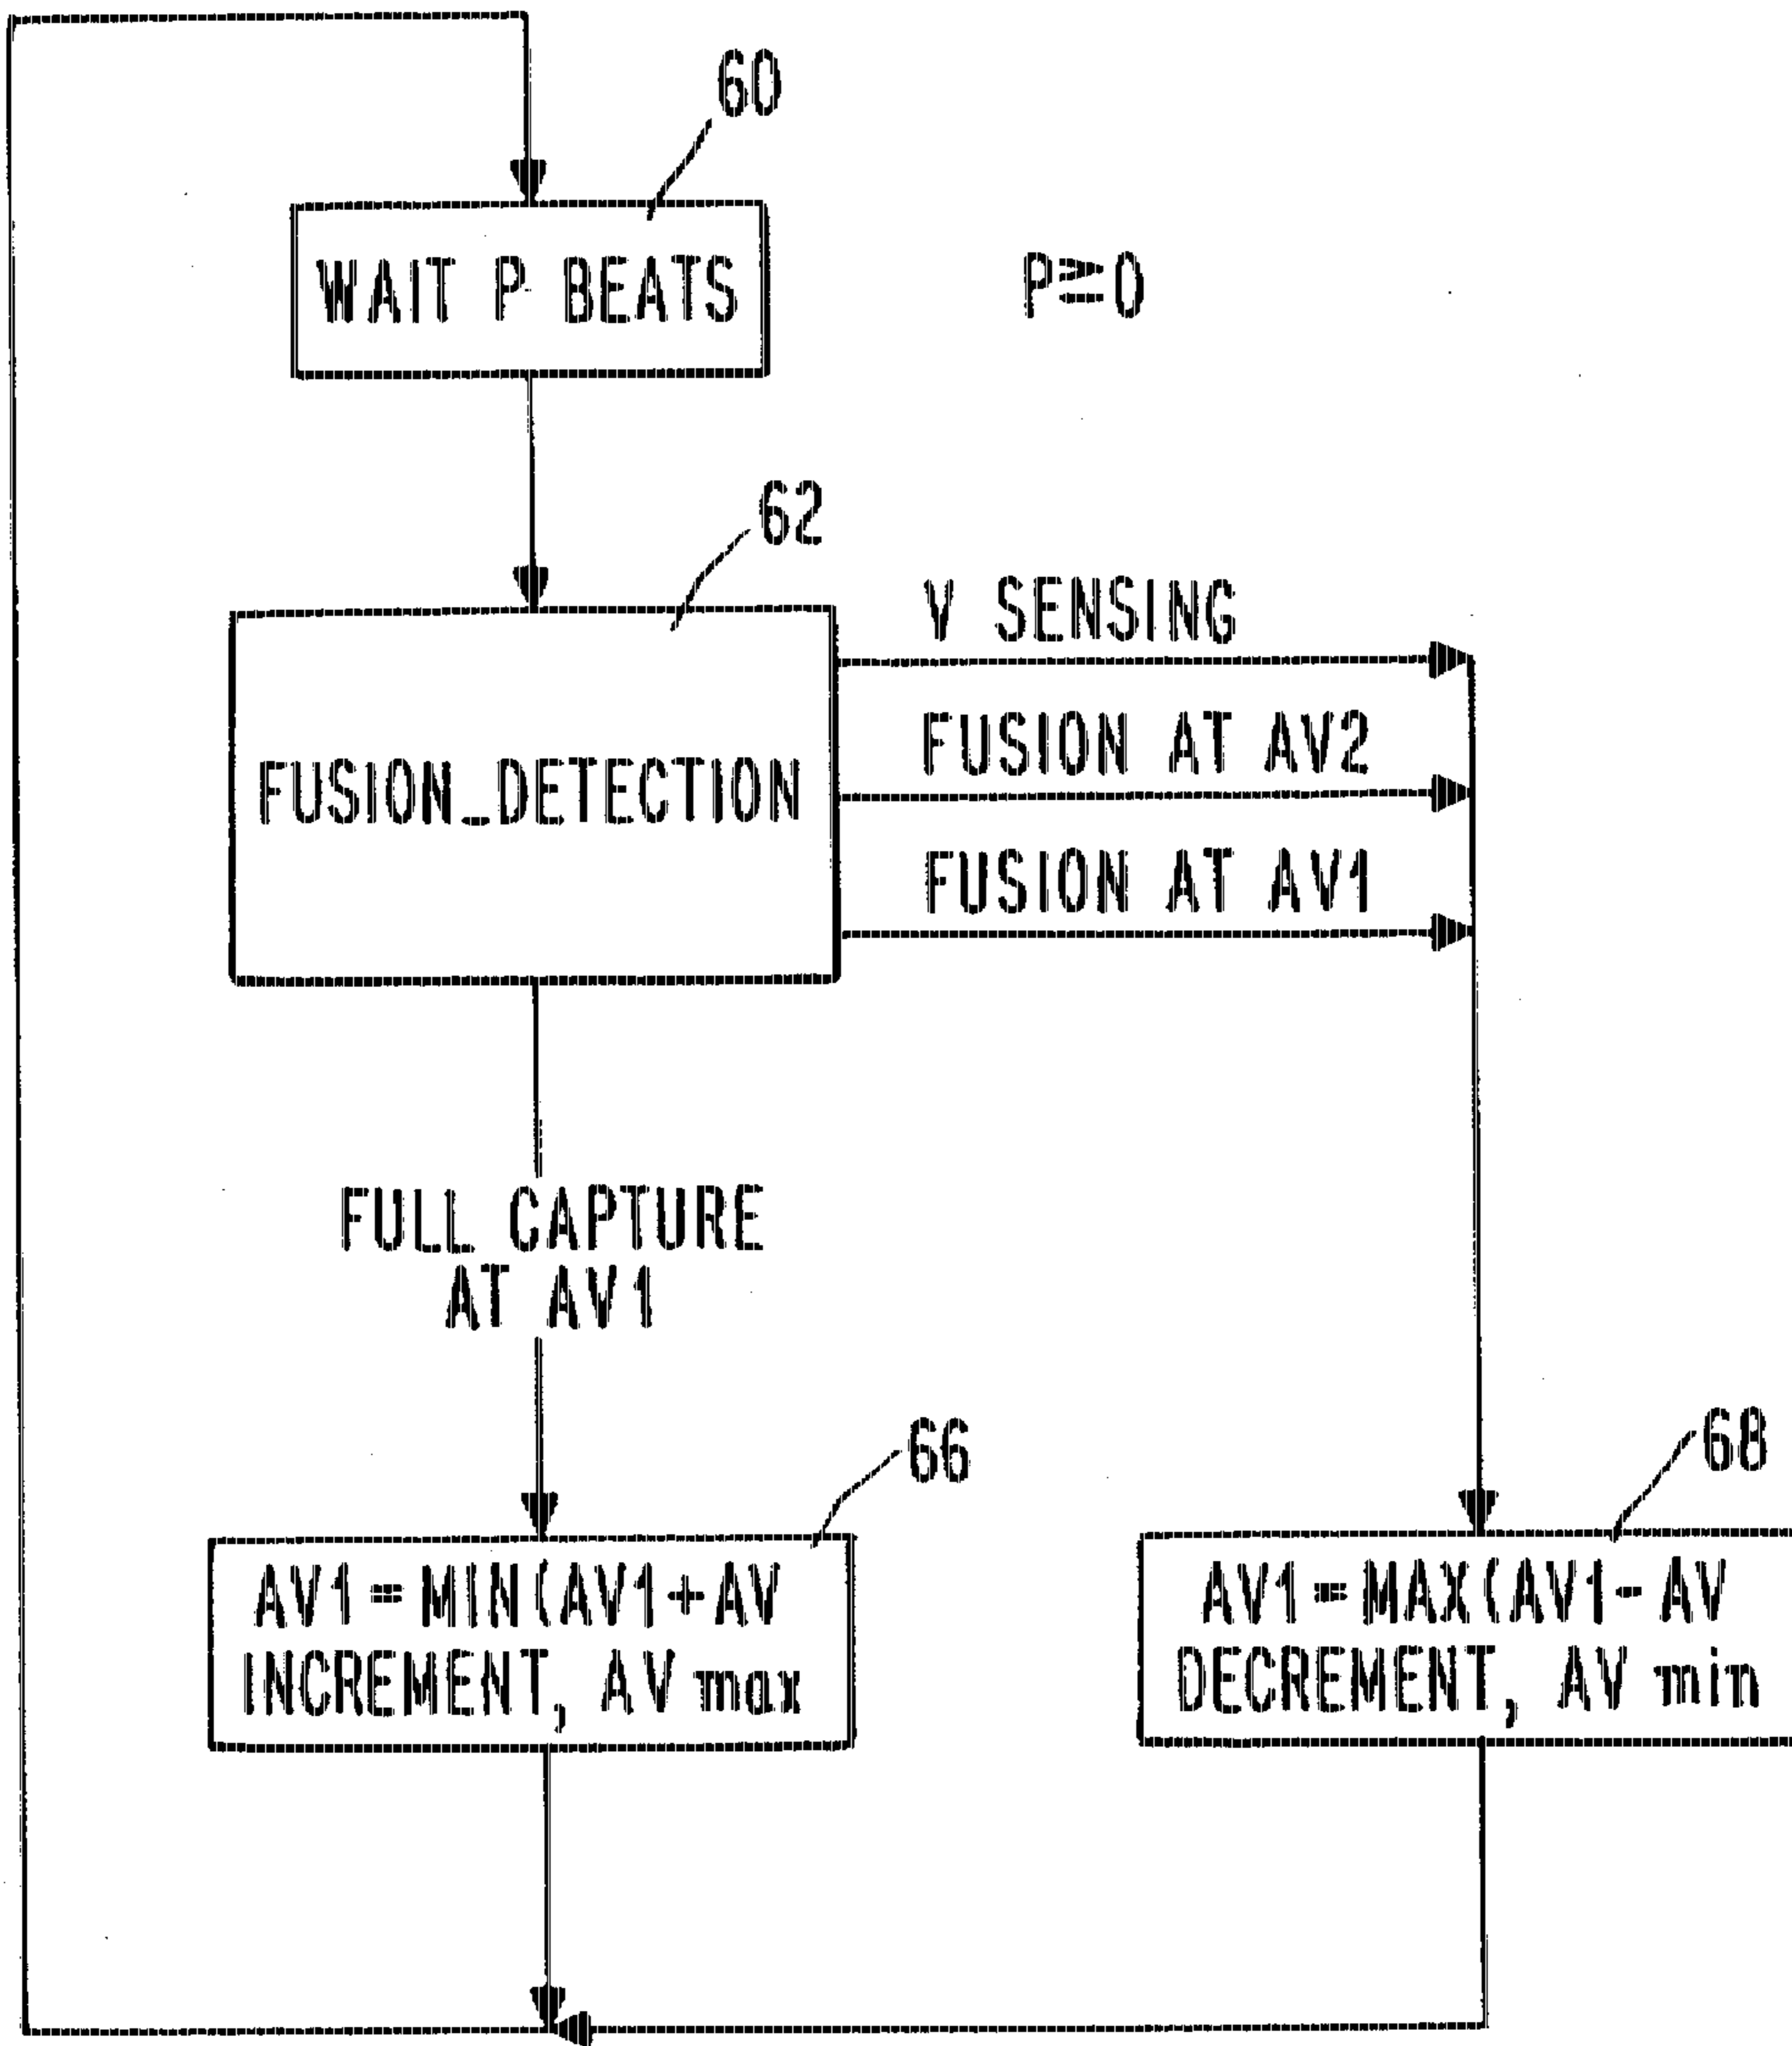 60
WAIT P BEATS
P≥0
62
FUSION_DETECTION
V SENSING
FUSION AT AV2
FUSION AT AV1
FULL CAPTURE
AT AV1
66
AV1=MIN(AV1+AV
INCREMENT, AV max
68
AV1=MAX(AV1-AV
DECREMENT, AV min